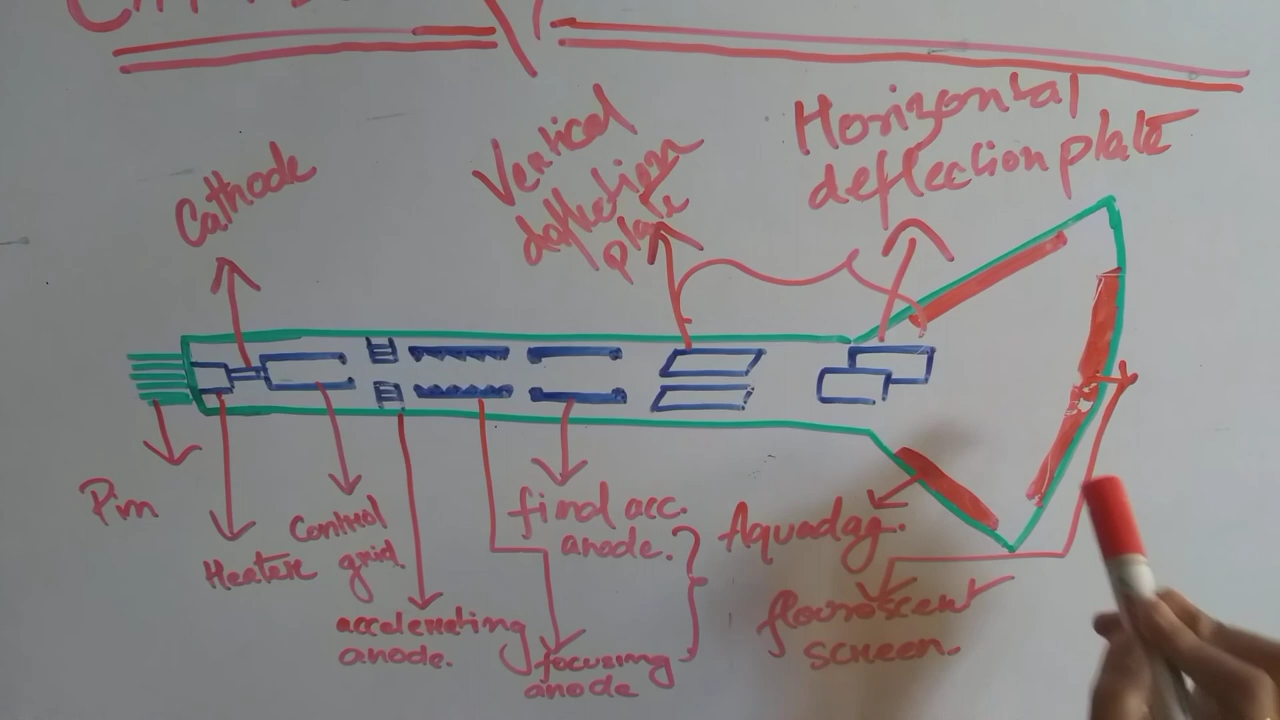 Cathode
Vertical
deflection
plate
Horizontal
deflection plate
Pin
Heater
Control
grid
accelerating
anode.
final acc.
anode.
focusing
anode
Aquadag.
flouroscent
screen.